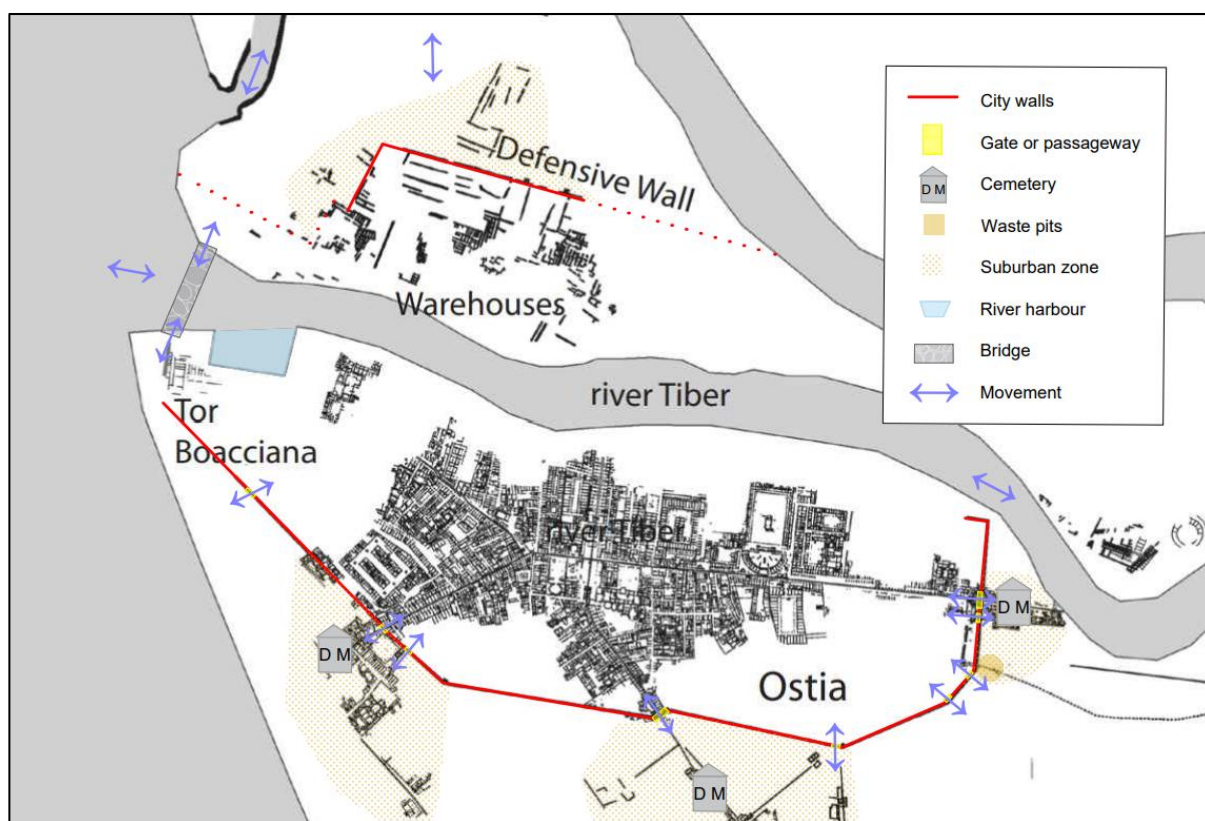 Defensive Wall
Warehouses
river Tiber
Tor
Boacciana
river Tiber
Ostia
D M
D M
D M
City walls
Gate or passageway
D M
Cemetery
Waste pits
Suburban zone
River harbour
Bridge
Movement